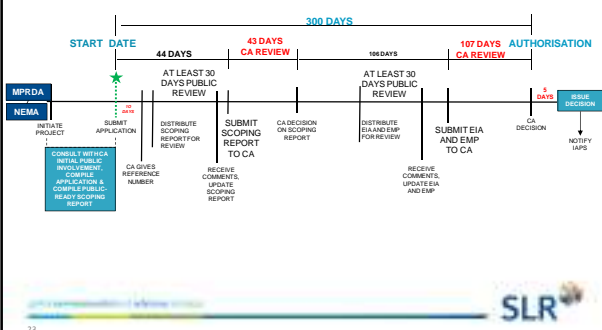 300 DAYS
START DATE
44 DAYS
43 DAYS
CA REVIEW
106 DAYS
107 DAYS
CA REVIEW
AUTHORISATION
AT LEAST 30
DAYS PUBLIC
REVIEW
AT LEAST 30
DAYS PUBLIC
REVIEW
5
DAYS
ISSUE
DECISION
MPRDA
NEMA
10
DAYS
INITIATE
PROJECT
SUBMIT
APPLICATION
DISTRIBUTE
SCOPING
REPORT FOR
REVIEW
SUBMIT
SCOPING
REPORT
TO CA
CA DECISION
ON SCOPING
REPORT
DISTRIBUTE
EIA AND EMP
FOR REVIEW
SUBMIT EIA
AND EMP
TO CA
CA
DECISION
NOTIFY
IAPS
CONSULT WITH CA
INITIAL PUBLIC
INVOLVEMENT,
COMPILE
APPLICATION &
COMPILE PUBLIC-
READY SCOPING
REPORT
CA GIVES
REFERENCE
NUMBER
RECEIVE
COMMENTS,
UPDATE
SCOPING
REPORT
RECEIVE
COMMENTS,
UPDATE EIA
AND EMP
SLR
23